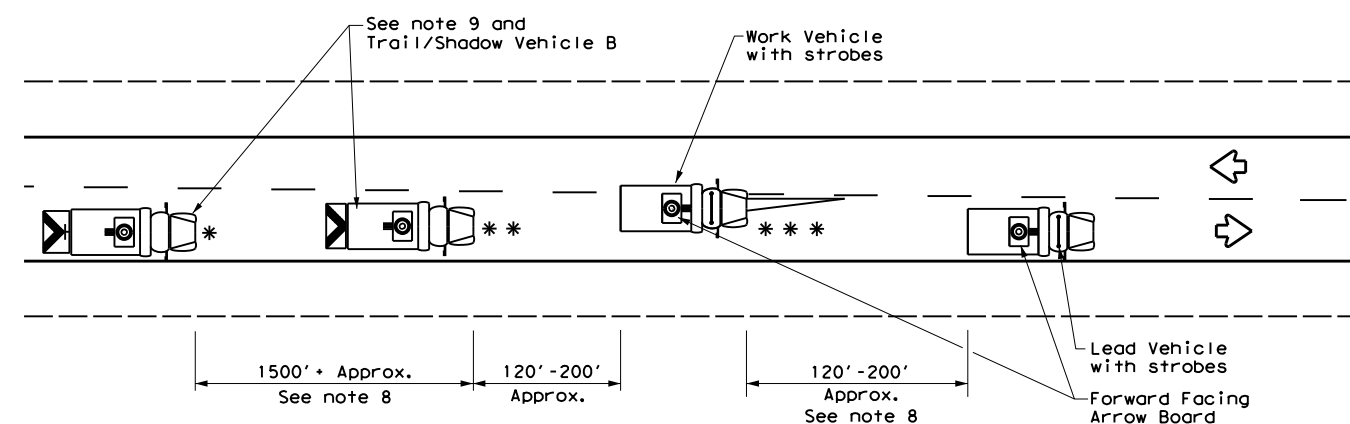 See note 9 and
Trail/Shadow Vehicle B
Work Vehicle
with strobes
*
* *
* * *
1500'+ Approx.
See note 8
120'-200'
Approx.
120'-200'
Approx.
See note 8
Lead Vehicle
with strobes
Forward Facing
Arrow Board